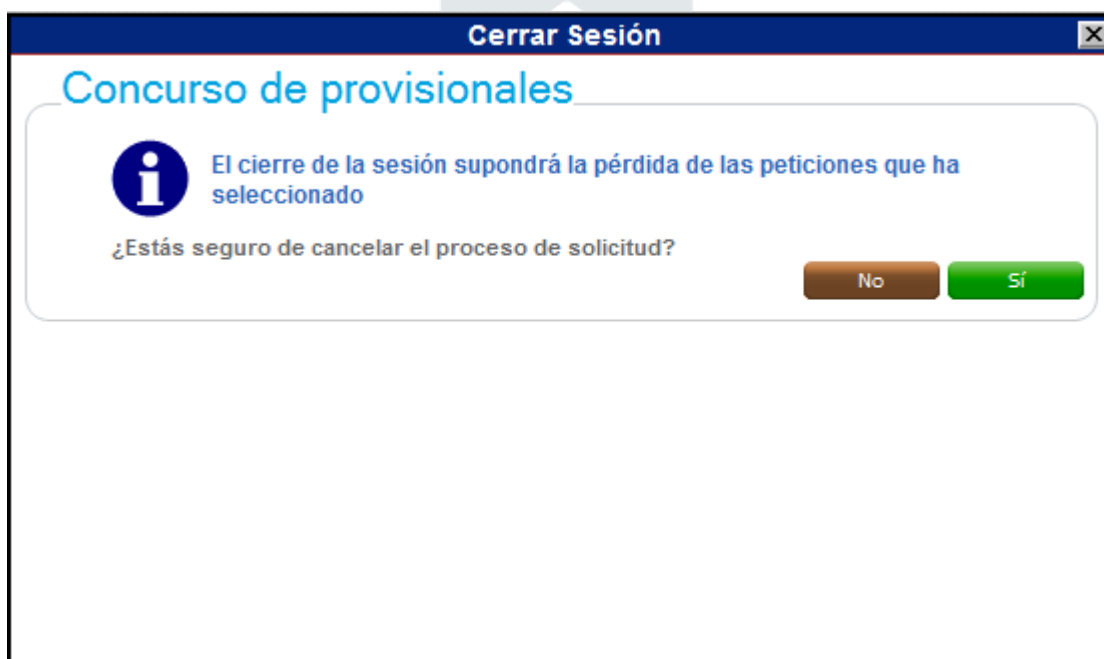 Cerrar Sesión
Concurso de provisionales
El cierre de la sesión supondrá la pérdida de las peticiones que ha
seleccionado
¿Estás seguro de cancelar el proceso de solicitud?
No Sí